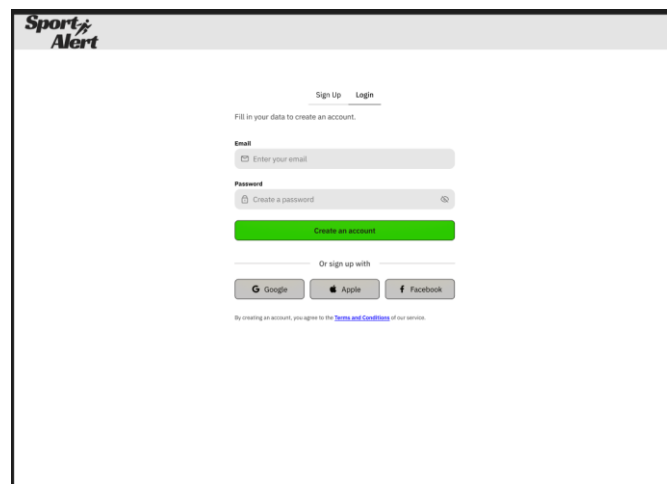 Sport
Alert
Sign Up Login
Fill in your data to create an account.
Email
Enter your email
Password
Create a password
Create an account
Or sign up with
Google Apple Facebook
By creating an account, you agree to the Terms and Conditions of our service.